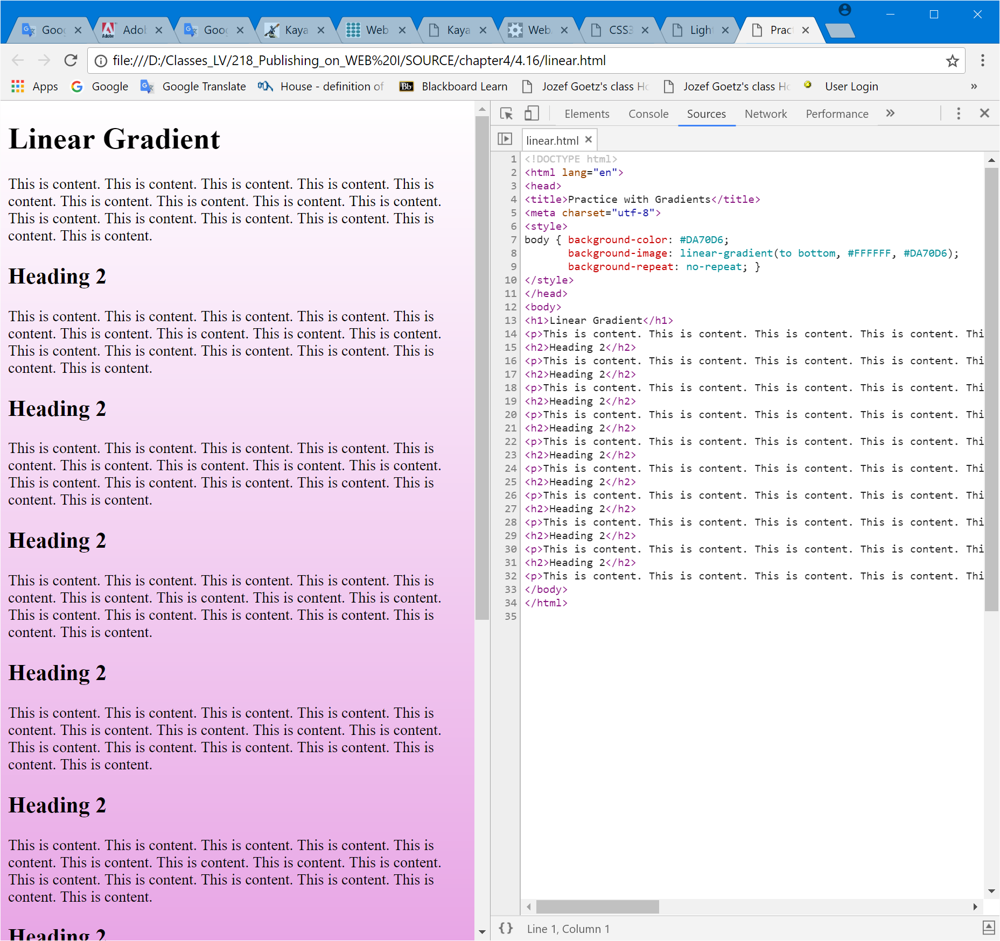 Goo
Adob
Goo
Kaya
Web
Kaya
Web
CSS3
Light
Pract
file:///D:/Classes_LV/218_Publishing_on_WEB%20I/SOURCE/chapter4/4.16/linear.html
Apps Google Google Translate House - definition of Blackboard Learn Jozef Goetz's class Ho Jozef Goetz's class Ho User Login »
Linear Gradient
This is content. This is content. This is content. This is content. This is
content. This is content. This is content. This is content. This is content.
This is content. This is content. This is content. This is content. This is
content. This is content.
Heading 2
This is content. This is content. This is content. This is content. This is
content. This is content. This is content. This is content. This is content.
This is content. This is content. This is content. This is content. This is
content. This is content.
Heading 2
This is content. This is content. This is content. This is content. This is
content. This is content. This is content. This is content. This is content.
This is content. This is content. This is content. This is content. This is
content. This is content.
Heading 2
This is content. This is content. This is content. This is content. This is
content. This is content. This is content. This is content. This is content.
This is content. This is content. This is content. This is content. This is
content. This is content.
Heading 2
This is content. This is content. This is content. This is content. This is
content. This is content. This is content. This is content. This is content.
This is content. This is content. This is content. This is content. This is
content. This is content.
Heading 2
This is content. This is content. This is content. This is content. This is
content. This is content. This is content. This is content. This is content.
This is content. This is content. This is content. This is content. This is
content. This is content.
Heading 2
Elements Console Sources Network Performance »
linear.html
1 <!DOCTYPE html>
2 <html lang="en">
3 <head>
4 <title>Practice with Gradients</title>
5 <meta charset="utf-8">
6 <style>
7 body { background-color: #DA70D6;
8 background-image: linear-gradient(to bottom, #FFFFFF, #DA70D6);
9 background-repeat: no-repeat; }
10 </style>
11 </head>
12 <body>
13 <h1>Linear Gradient</h1>
14 <p>This is content. This is content. This is content. This is content. Thi
15 <h2>Heading 2</h2>
16 <p>This is content. This is content. This is content. This is content. Thi
17 <h2>Heading 2</h2>
18 <p>This is content. This is content. This is content. This is content. Thi
19 <h2>Heading 2</h2>
20 <p>This is content. This is content. This is content. This is content. Thi
21 <h2>Heading 2</h2>
22 <p>This is content. This is content. This is content. This is content. Thi
23 <h2>Heading 2</h2>
24 <p>This is content. This is content. This is content. This is content. Thi
25 <h2>Heading 2</h2>
26 <p>This is content. This is content. This is content. This is content. Thi
27 <h2>Heading 2</h2>
28 <p>This is content. This is content. This is content. This is content. Thi
29 <h2>Heading 2</h2>
30 <p>This is content. This is content. This is content. This is content. Thi
31 <h2>Heading 2</h2>
32 <p>This is content. This is content. This is content. This is content. Thi
33 </body>
34 </html>
35
{} Line 1, Column 1